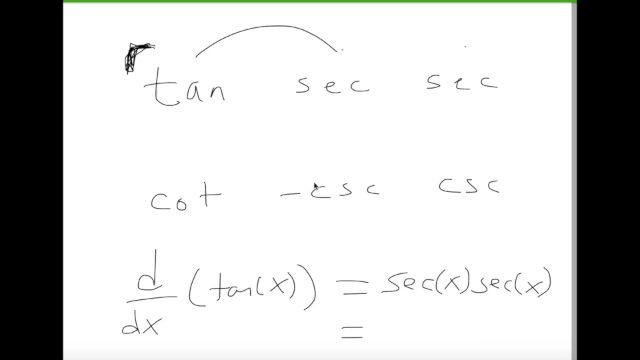 tan sec sec
cot -csc csc
d/dx (tan(x)) = sec(x)sec(x)
=